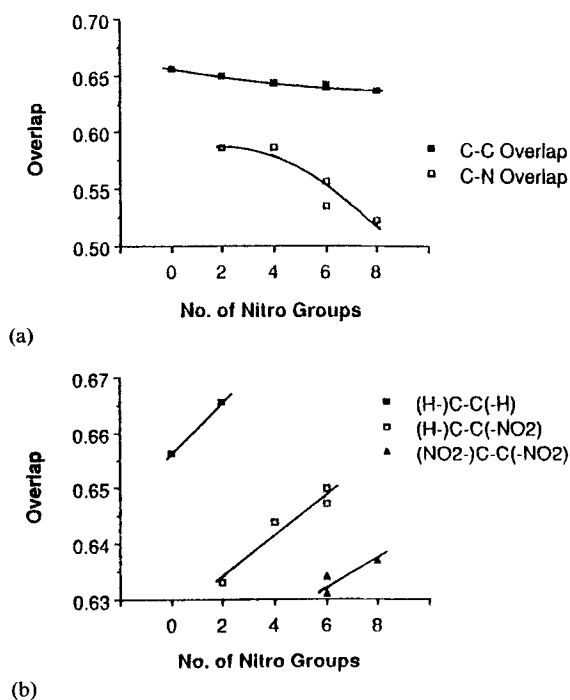 0.70
0.65
0.60
0.55
0.50
Overlap
0 2 4 6 8
No. of Nitro Groups
C-C Overlap
C-N Overlap
(a)
0.67
0.66
0.65
0.64
0.63
Overlap
0 2 4 6 8
No. of Nitro Groups
(H-)C-C(-H)
(H-)C-C(-NO2)
(NO2-)C-C(-NO2)
(b)